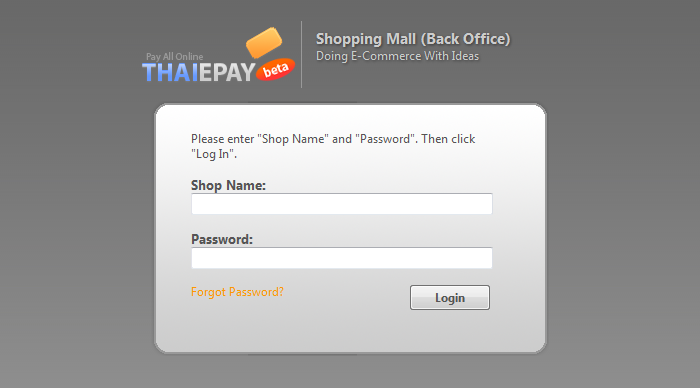 Pay All Online
THAIEPAY beta
Shopping Mall (Back Office)
Doing E-Commerce With Ideas
Please enter "Shop Name" and "Password". Then click
"Log In".
Shop Name:
Password:
Forgot Password?
Login